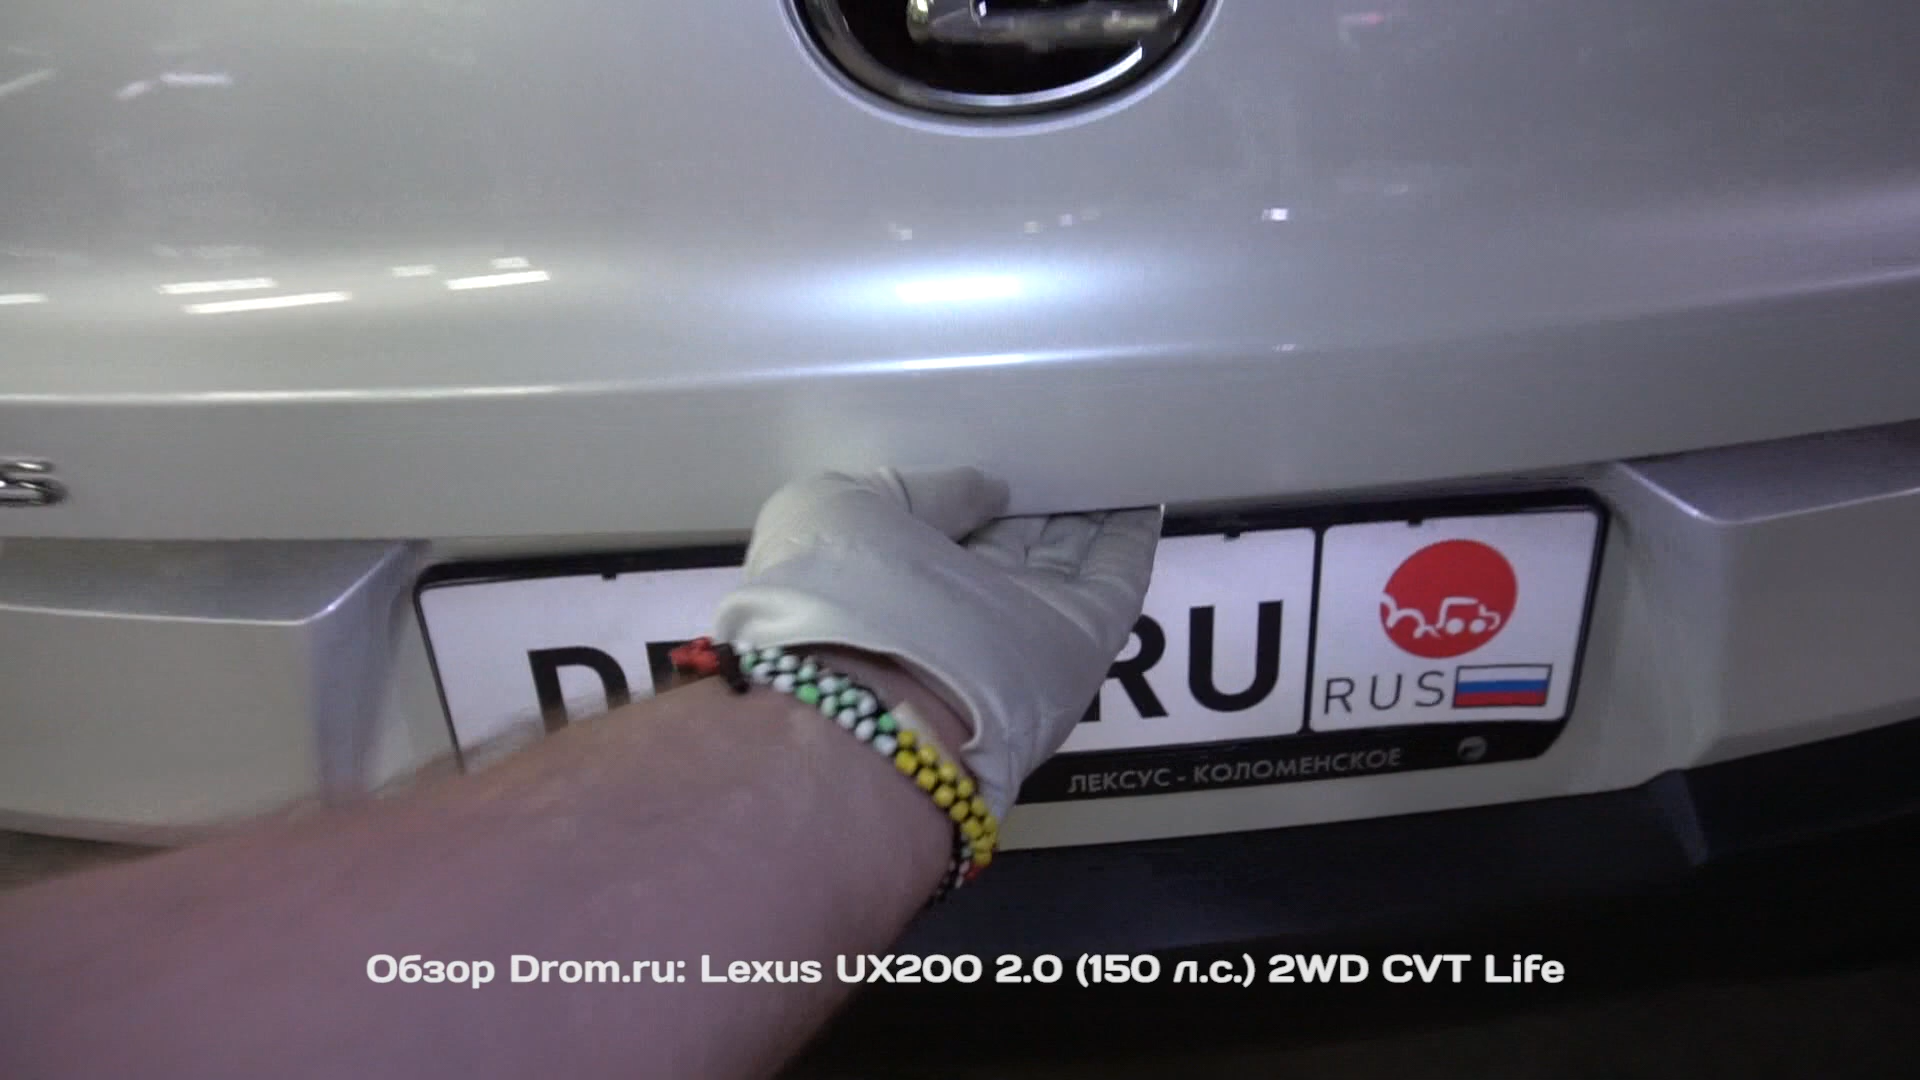 RU
RUS
ЛЕКСУС - КОЛОМЕНСКОЕ
Обзор Drom.ru: Lexus UX200 2.0 (150 л.с.) 2WD CVT Life